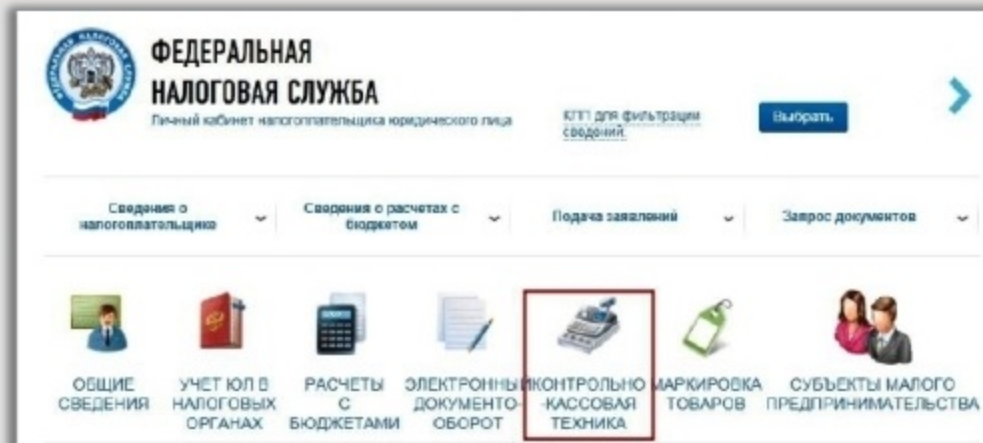 ФЕДЕРАЛЬНАЯ
НАЛОГОВАЯ СЛУЖБА
Личный кабинет налогоплательщика юридического лица
КПП для фильтрации
сведений:
Выбрать
Сведения о
налогоплательщике
Сведения о расчетах с
бюджетом
Подача заявлений
Запрос документов
ОБЩИЕ
СВЕДЕНИЯ
УЧЕТ ЮЛ В
НАЛОГОВЫХ
ОРГАНАХ
РАСЧЕТЫ
С
БЮДЖЕТАМИ
ЭЛЕКТРОННЫЙ
ДОКУМЕНТО-
ОБОРОТ
КОНТРОЛЬНО
-КАССОВАЯ
ТЕХНИКА
МАРКИРОВКА
ТОВАРОВ
СУБЪЕКТЫ МАЛОГО
ПРЕДПРИНИМАТЕЛЬСТВА